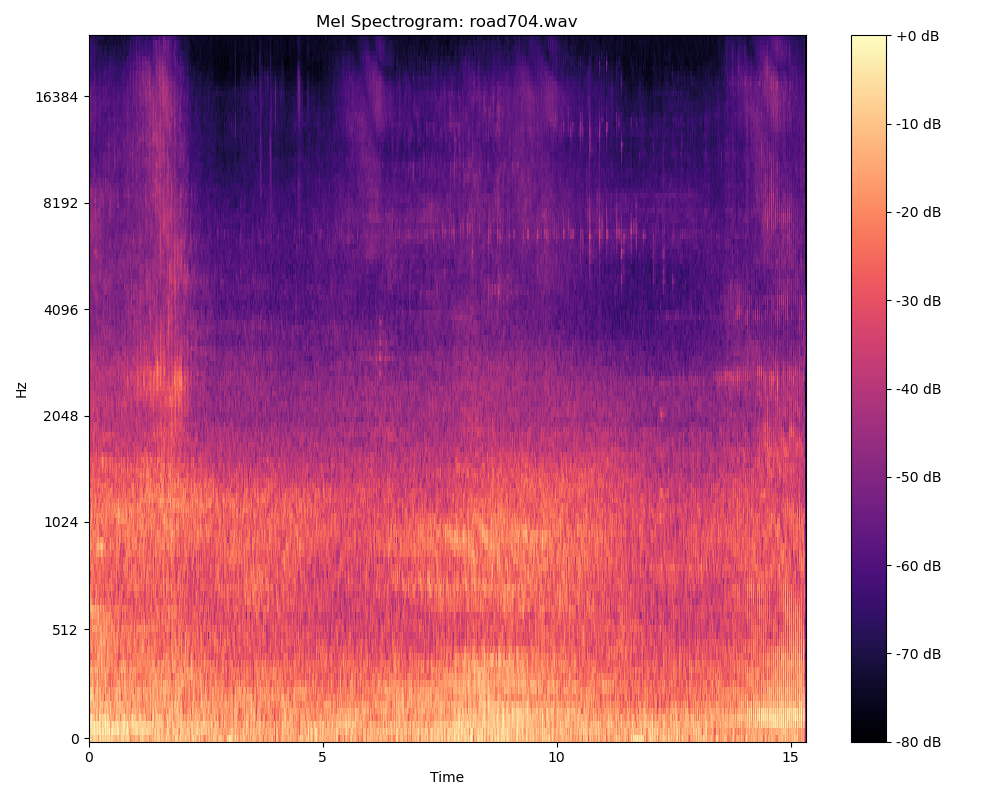 Mel Spectrogram: road704.wav
Hz
16384
8192
4096
2048
1024
512
0
0 5 10 15
Time
+0 dB
-10 dB
-20 dB
-30 dB
-40 dB
-50 dB
-60 dB
-70 dB
-80 dB